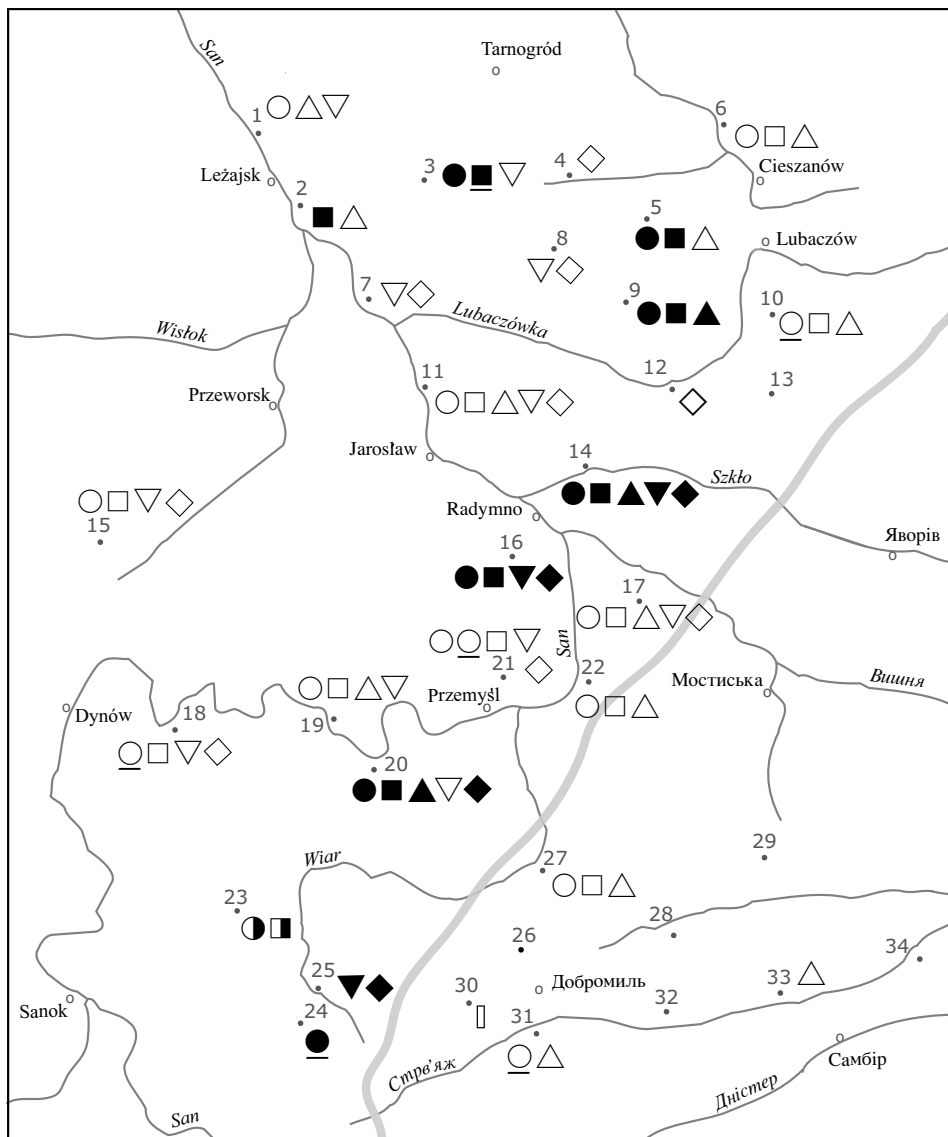 San
Tarnogród
1
6
Leżajsk
3
4
Cieszanów
2
5
8
Lubaczów
7
9
10
Wisłok
Lubaczówka
11
12
13
Przeworsk
Jarosław
14
Szkło
15
Radymno
Яворів
16
17
21
San
22
Мостиська
Вишня
Dynów
18
19
Przemyśl
20
Wiar
27
29
23
28
26
34
25
30
Добромиль
33
Sanok
24
31
32
Стрв'яж
Самбір
San
Дністер